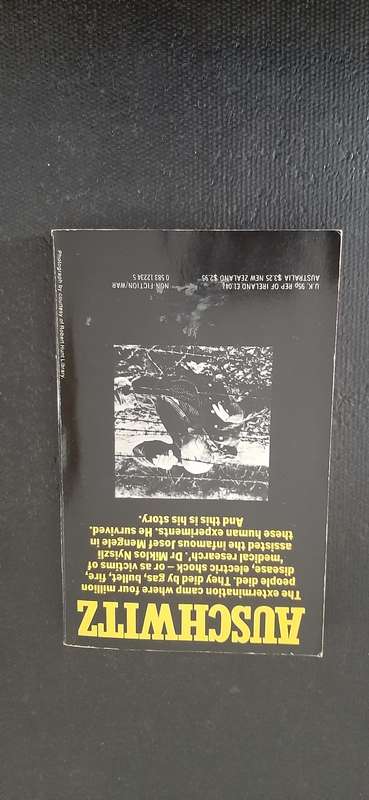 AUSCHWITZ
The extermination camp where four million
people died. They died by gas, bullet, fire,
disease, electric shock – or as victims of
'medical research'. Dr Miklos Nyiszli
assisted the infamous Josef Mengele in
these human experiments. He survived.
And this is his story.
U.K. 95p REP OF IRELAND £1.04½
AUSTRALIA $3.25 NEW ZEALAND $2.95
NON-FICTION/WAR
0 583 12234 5
Photograph by courtesy of Robert Hunt Library.